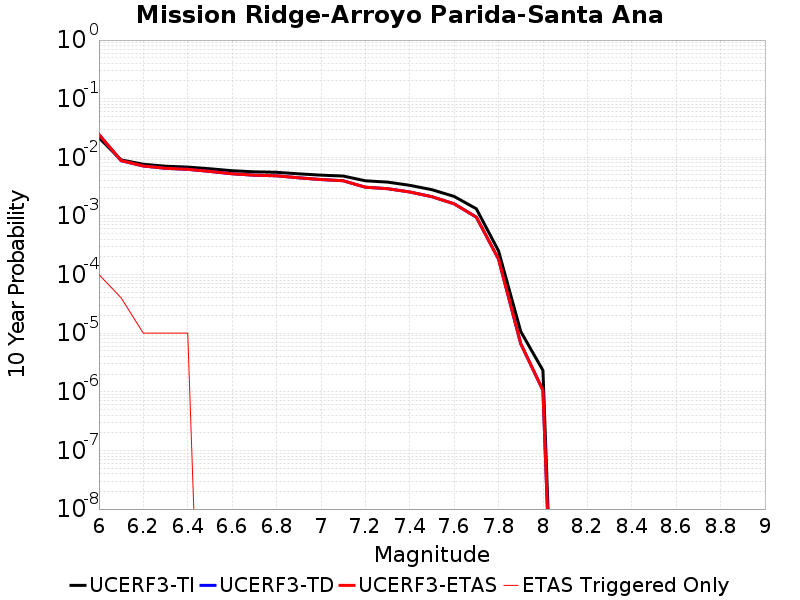 Mission Ridge-Arroyo Parida-Santa Ana
10^0
10^-1
10^-2
10^-3
10^-4
10^-5
10^-6
10^-7
10^-8
10 Year Probability
6 6.2 6.4 6.6 6.8 7 7.2 7.4 7.6 7.8 8 8.2 8.4 8.6 8.8 9
Magnitude
UCERF3-TI UCERF3-TD UCERF3-ETAS ETAS Triggered Only